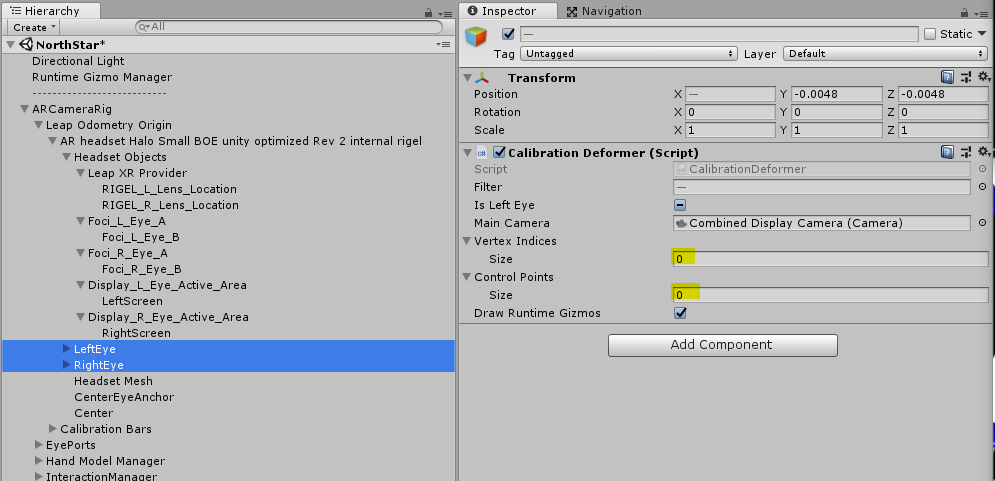 Hierarchy
Create
All
NorthStar*
Directional Light
Runtime Gizmo Manager
--------------------------
ARCameraRig
Leap Odometry Origin
AR headset Halo Small BOE unity optimized Rev 2 internal rigel
Headset Objects
Leap XR Provider
RIGEL_L_Lens_Location
RIGEL_R_Lens_Location
Foci_L_Eye_A
Foci_L_Eye_B
Foci_R_Eye_A
Foci_R_Eye_B
Display_L_Eye_Active_Area
LeftScreen
Display_R_Eye_Active_Area
RightScreen
LeftEye
RightEye
Headset Mesh
CenterEyeAnchor
Center
Calibration Bars
EyePorts
Hand Model Manager
InteractionManager
Inspector Navigation
— Static
Tag Untagged Layer Default
Transform
Position X — Y -0.0048 Z -0.0048
Rotation X 0 Y 0 Z 0
Scale X 1 Y 1 Z 1
Calibration Deformer (Script)
Script CalibrationDeformer
Filter —
Is Left Eye
Main Camera Combined Display Camera (Camera)
Vertex Indices
Size 0
Control Points
Size 0
Draw Runtime Gizmos
Add Component